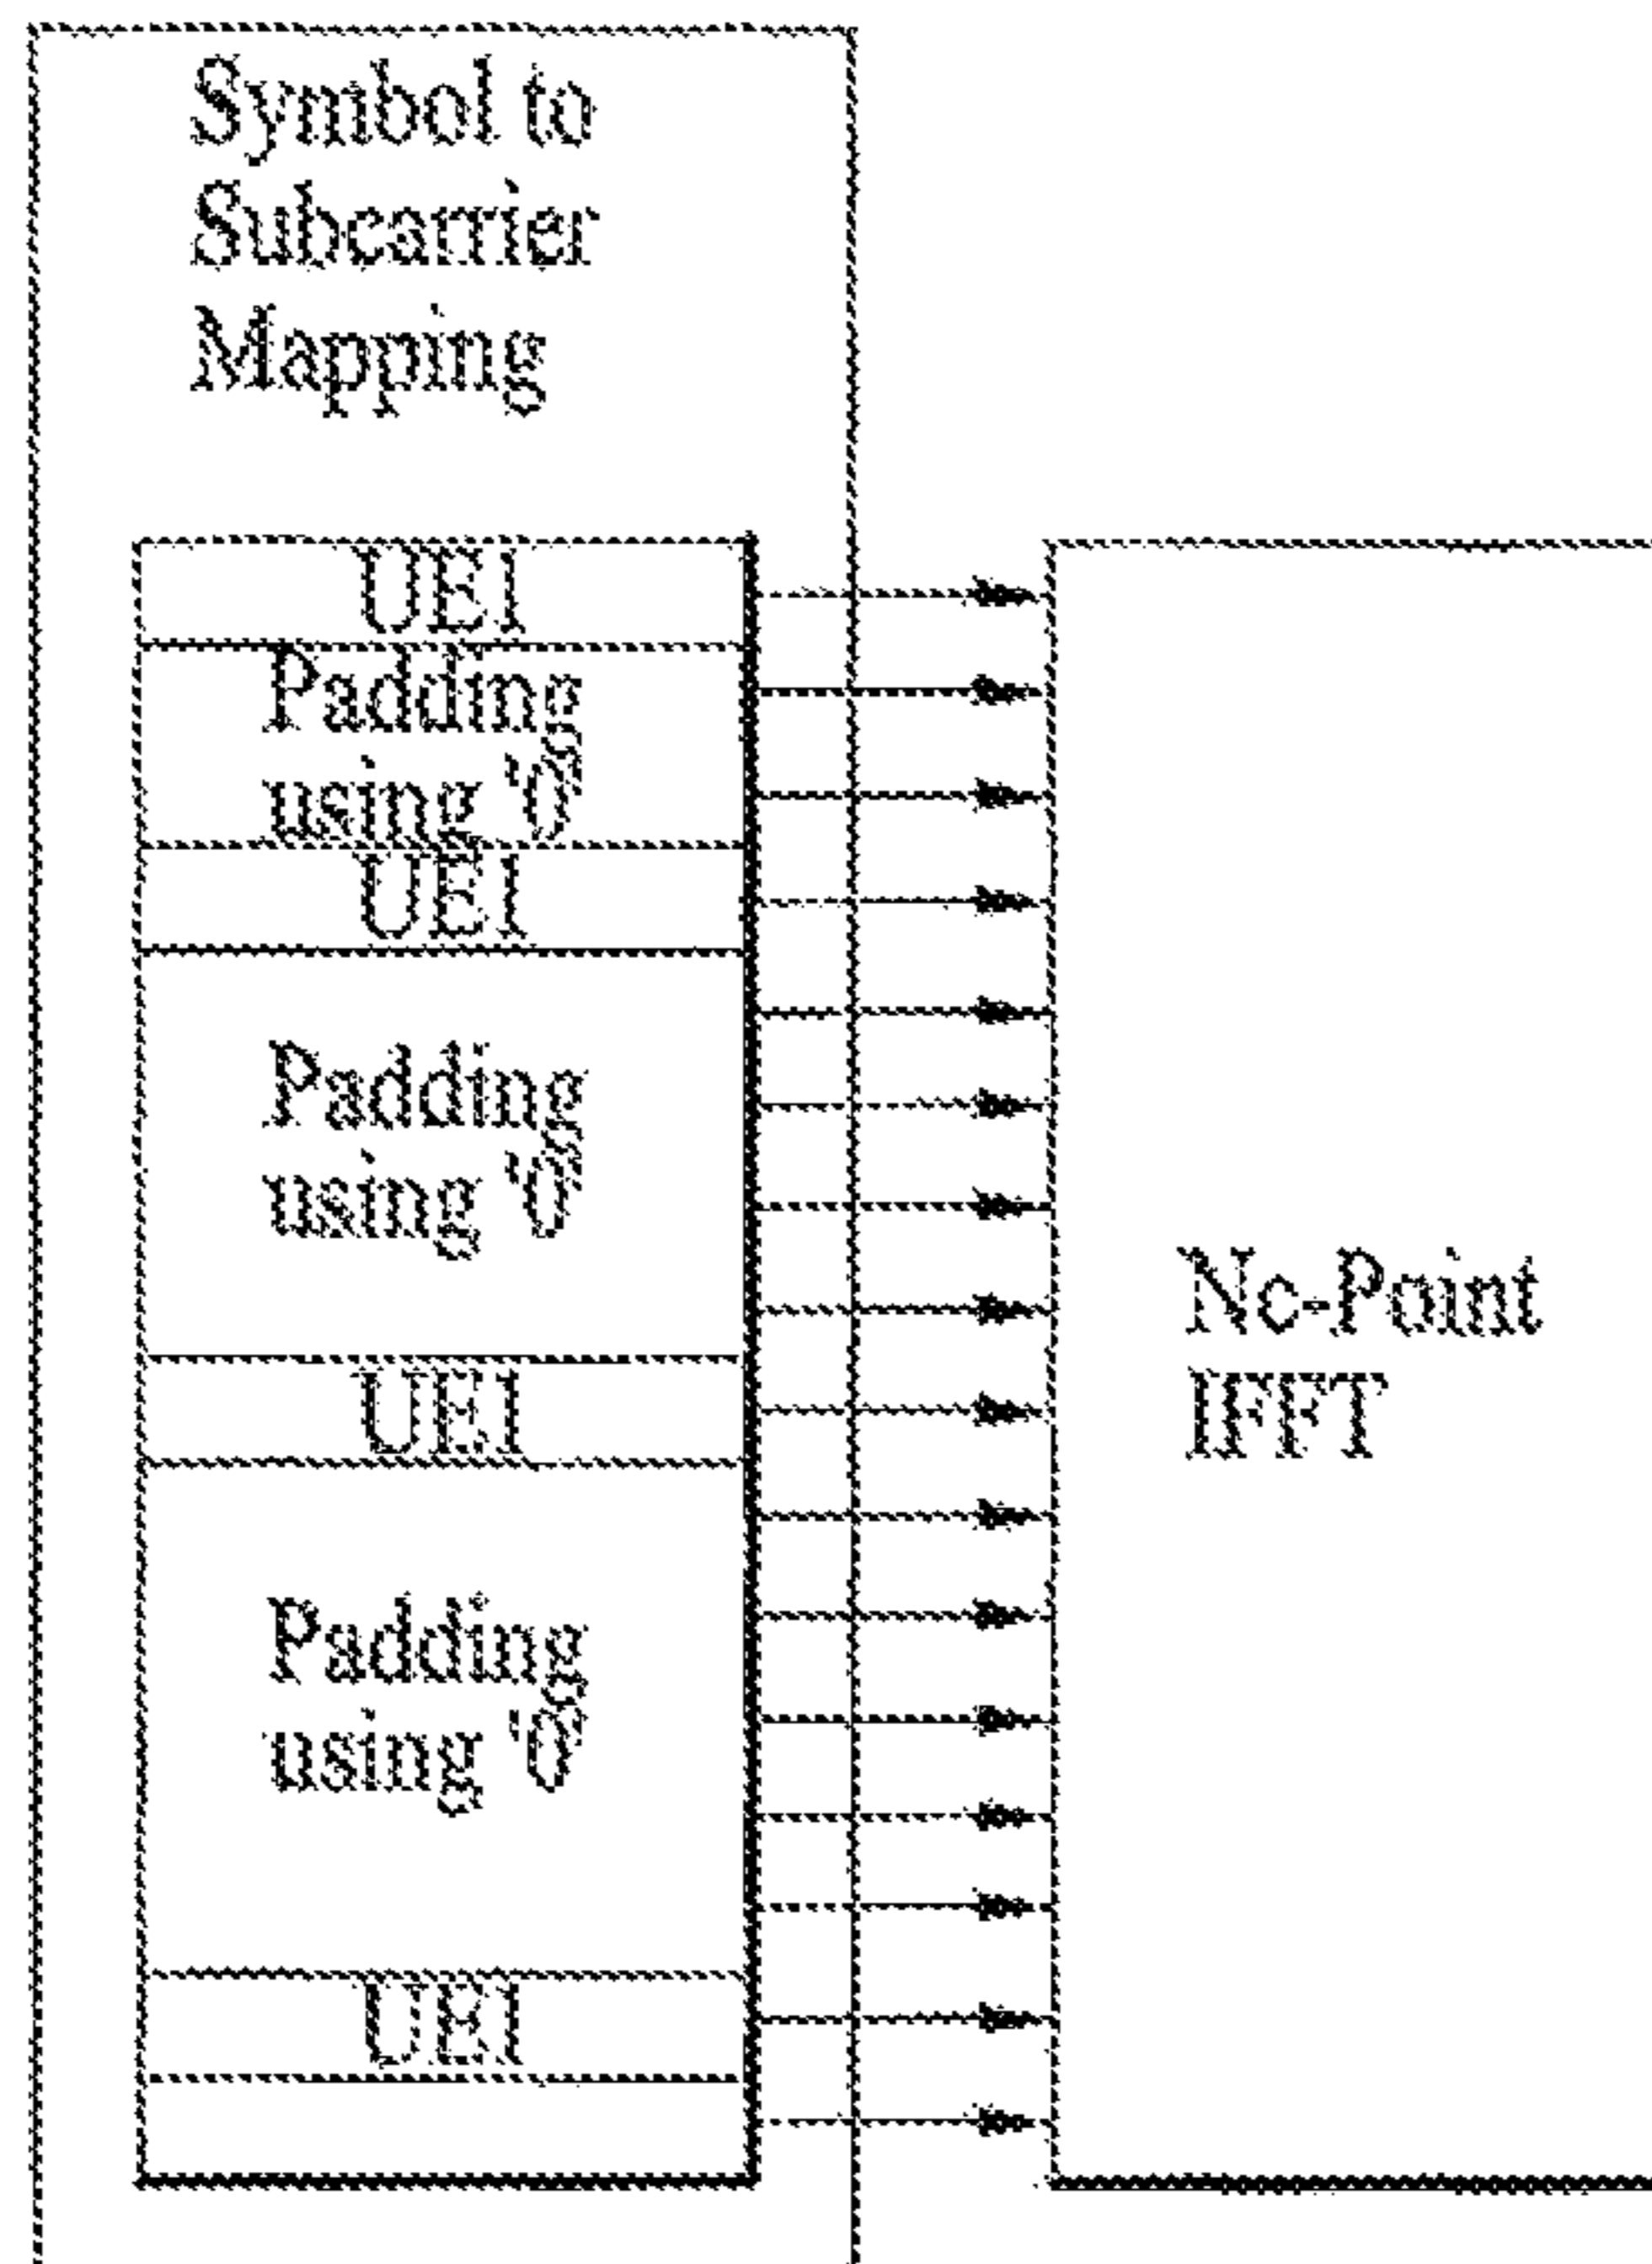 Symbol to
Subcarrier
Mapping
UE1
Padding
using '0'
UE1
Padding
using '0'
UE1
Nc-Point
IFFT
Padding
using '0'
UE1